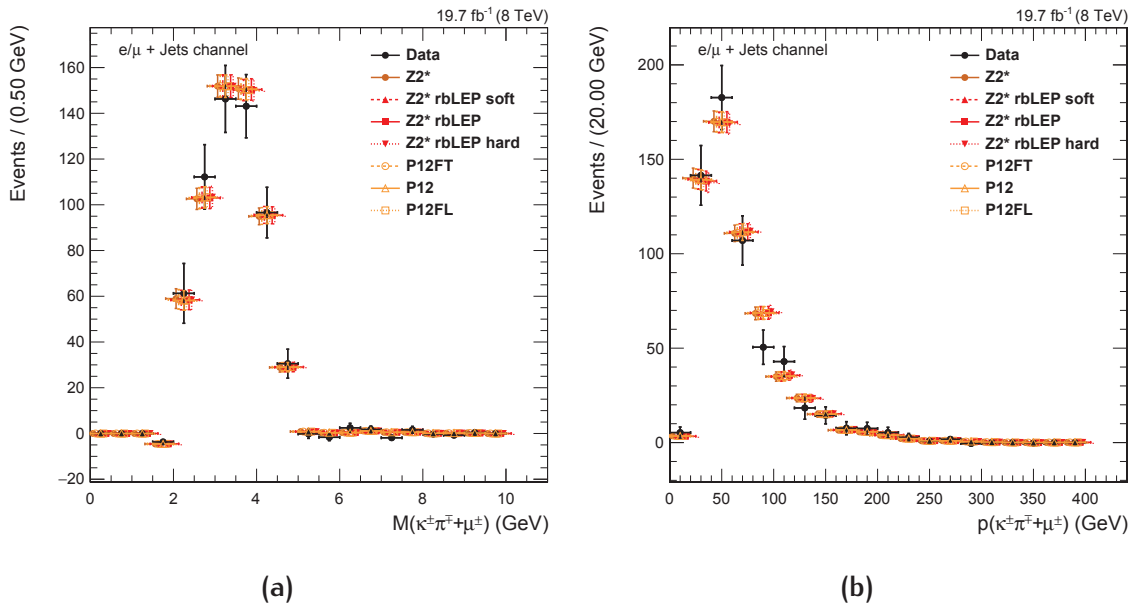 19.7 fb⁻¹ (8 TeV)
e/μ + Jets channel
Data
Z2*
Z2* rbLEP soft
Z2* rbLEP
Z2* rbLEP hard
P12FT
P12
P12FL
Events / (0.50 GeV)
160
140
120
100
80
60
40
20
0
−20
0 2 4 6 8 10
M(κ±π∓+μ±) (GeV)
(a)
19.7 fb⁻¹ (8 TeV)
e/μ + Jets channel
Data
Z2*
Z2* rbLEP soft
Z2* rbLEP
Z2* rbLEP hard
P12FT
P12
P12FL
Events / (20.00 GeV)
200
150
100
50
0
0 50 100 150 200 250 300 350 400
p(κ±π∓+μ±) (GeV)
(b)